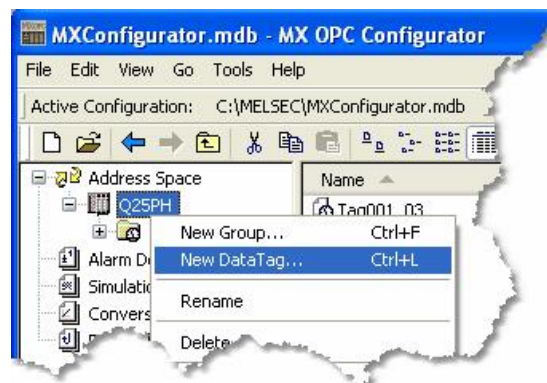 MXConfigurator.mdb - MX OPC Configurator
File Edit View Go Tools Help
Active Configuration: C:\MELSEC\MXConfigurator.mdb
Address Space
Q25PH
Alarm De
Simulatio
Convers
Name
Tag001_03
New Group... Ctrl+F
New DataTag... Ctrl+L
Rename
Delete